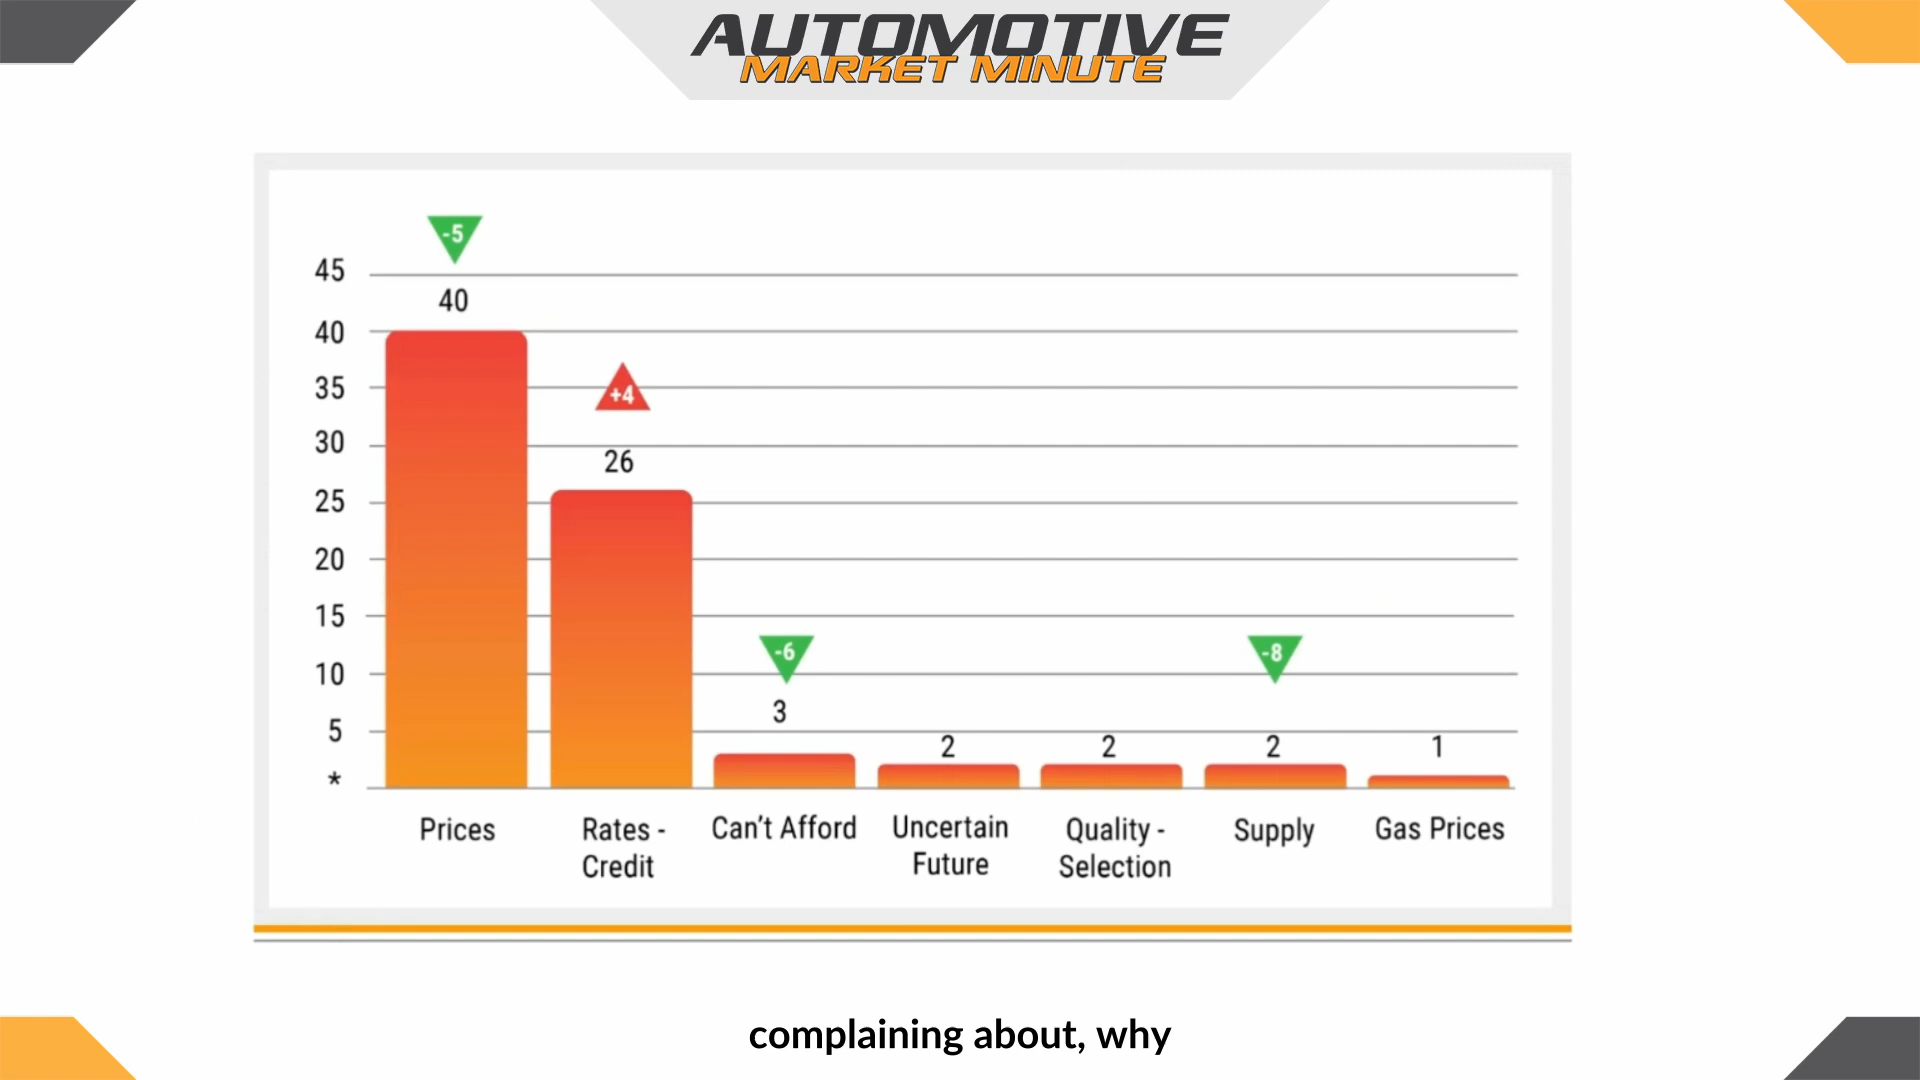 AUTOMOTIVE
MARKET MINUTE
-5
45
40
40
+4
35
30
26
25
20
15
-6
-8
10
3
5
2
2
2
1
*
Prices
Rates -
Credit
Can't Afford
Uncertain
Future
Quality -
Selection
Supply
Gas Prices
complaining about, why